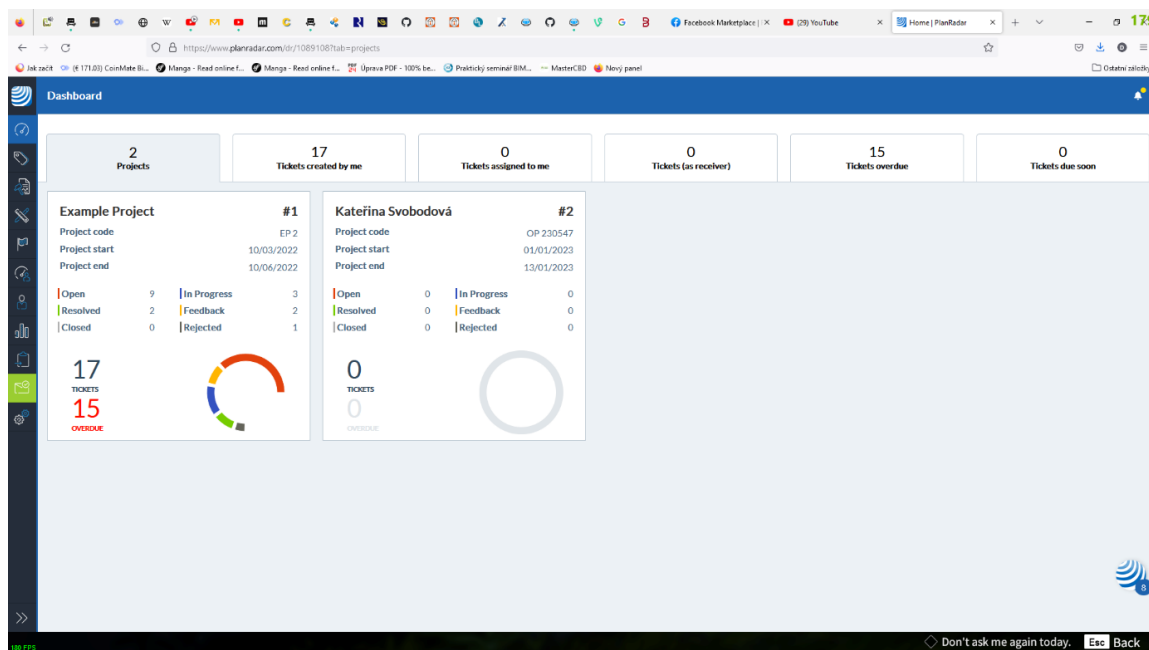 Facebook Marketplace | ×
(29) YouTube ×
Home | PlanRadar ×
https://www.planradar.com/dr/1089108?tab=projects
Jak začít
(€ 171.03) CoinMate Bi...
Manga - Read online f...
Manga - Read online f...
Úprava PDF - 100% be...
Praktický seminář BIM...
MasterCBD
Nový panel
Ostatní záložky
Dashboard
2
Projects
17
Tickets created by me
0
Tickets assigned to me
0
Tickets (as receiver)
15
Tickets overdue
0
Tickets due soon
Example Project #1
Project code EP 2
Project start 10/03/2022
Project end 10/06/2022
Open 9 In Progress 3
Resolved 2 Feedback 2
Closed 0 Rejected 1
17
TICKETS
15
OVERDUE
Kateřina Svobodová #2
Project code OP 230547
Project start 01/01/2023
Project end 13/01/2023
Open 0 In Progress 0
Resolved 0 Feedback 0
Closed 0 Rejected 0
0
TICKETS
0
OVERDUE
8
180 FPS
Don't ask me again today. Esc Back